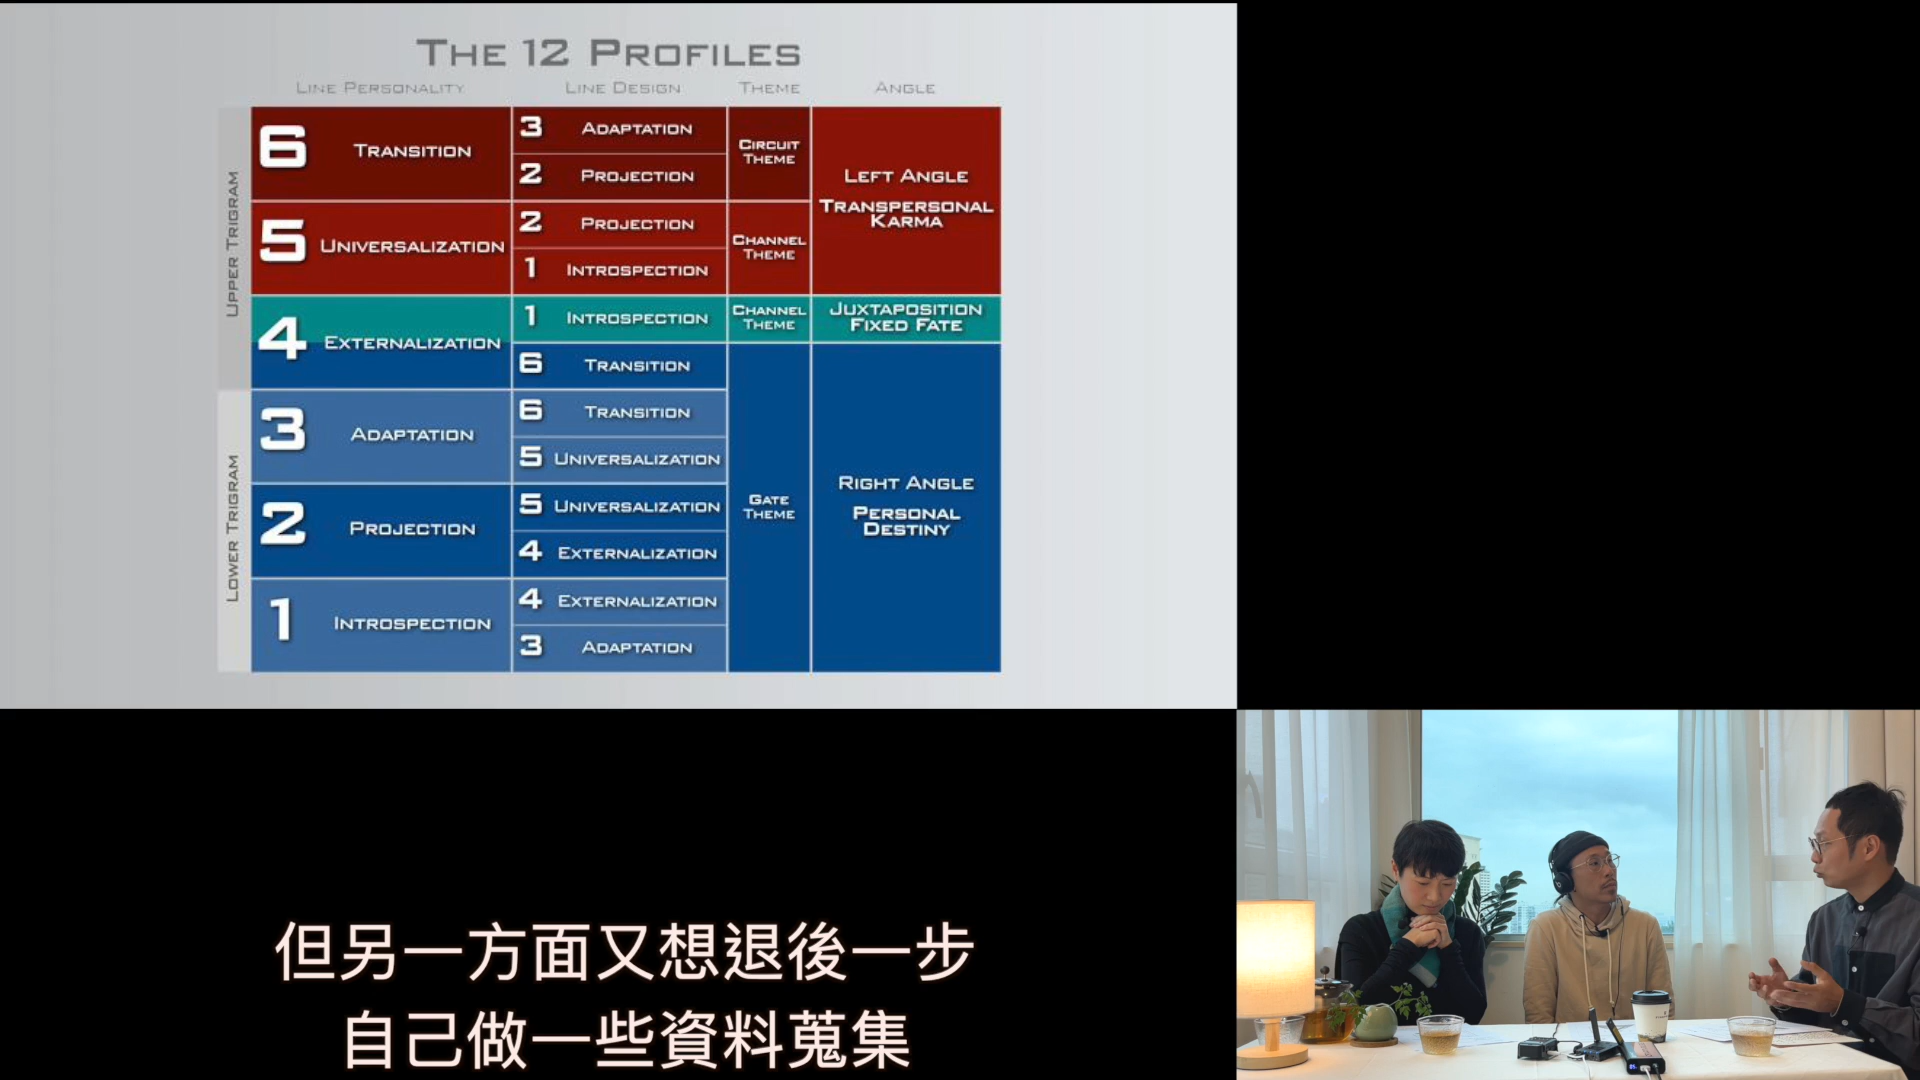 THE 12 PROFILES
LINE PERSONALITY LINE DESIGN THEME ANGLE
UPPER TRIGRAM
6 TRANSITION
3 ADAPTATION
2 PROJECTION
CIRCUIT
THEME
LEFT ANGLE
TRANSPERSONAL
KARMA
5 UNIVERSALIZATION
2 PROJECTION
1 INTROSPECTION
CHANNEL
THEME
4 EXTERNALIZATION
1 INTROSPECTION
CHANNEL
THEME
JUXTAPOSITION
FIXED FATE
6 TRANSITION
LOWER TRIGRAM
3 ADAPTATION
6 TRANSITION
5 UNIVERSALIZATION
2 PROJECTION
5 UNIVERSALIZATION
4 EXTERNALIZATION
GATE
THEME
RIGHT ANGLE
PERSONAL
DESTINY
1 INTROSPECTION
4 EXTERNALIZATION
3 ADAPTATION
但另一方面又想退後一步
自己做一些資料蒐集